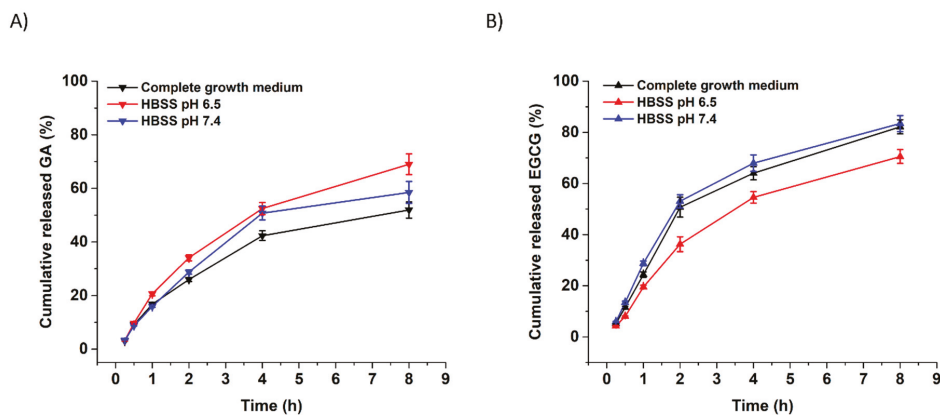 A)
Complete growth medium
HBSS pH 6.5
HBSS pH 7.4
Cumulative released GA (%)
100
80
60
40
20
0
0 1 2 3 4 5 6 7 8 9
Time (h)
B)
Complete growth medium
HBSS pH 6.5
HBSS pH 7.4
Cumulative released EGCG (%)
100
80
60
40
20
0
0 1 2 3 4 5 6 7 8 9
Time (h)